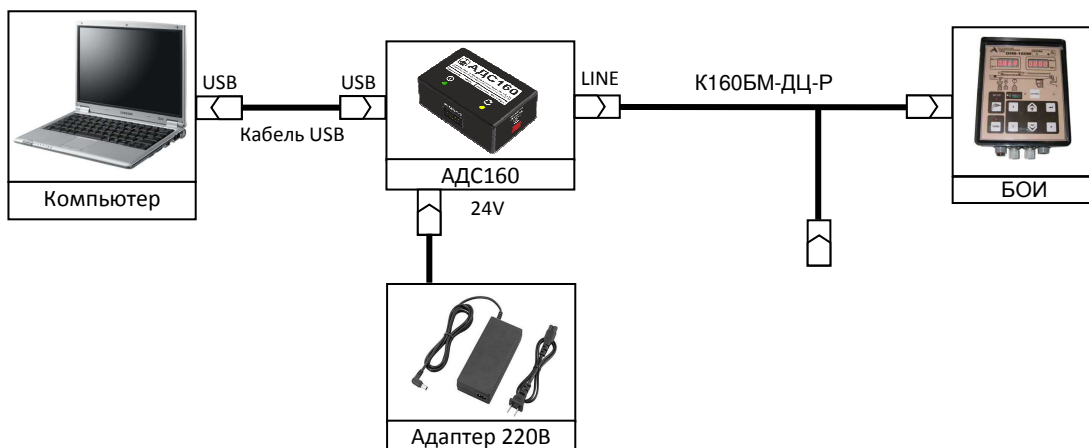 USB
USB
LINE
К160БМ-ДЦ-Р
Кабель USB
АДС160
Компьютер
АДС160
24V
БОИ
Адаптер 220В